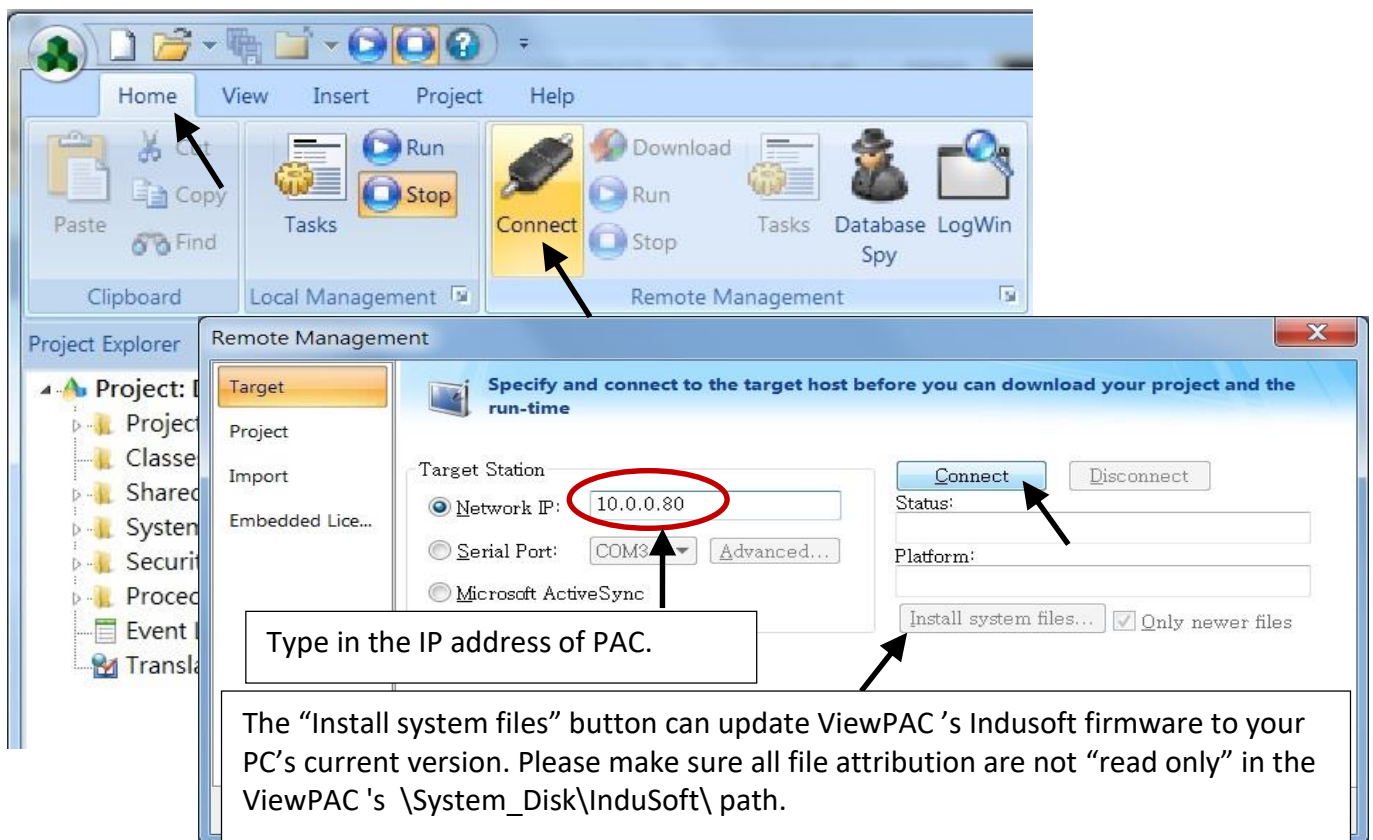 Home View Insert Project Help
Cut
Copy
Paste
Find
Clipboard
Tasks
Run
Stop
Local Management
Connect
Download
Run
Stop
Tasks
Database
Spy
LogWin
Remote Management
Project Explorer
Project:
Project
Classe
Shared
System
Securit
Proced
Event
Transla
Remote Management
Target
Project
Import
Embedded Lice...
Specify and connect to the target host before you can download your project and the
run-time
Target Station
Network IP: 10.0.0.80
Serial Port: COM3 Advanced...
Microsoft ActiveSync
Connect Disconnect
Status:
Platform:
Install system files... Only newer files
Type in the IP address of PAC.
The “Install system files” button can update ViewPAC 's Indusoft firmware to your
PC’s current version. Please make sure all file attribution are not “read only” in the
ViewPAC 's \System_Disk\InduSoft\ path.